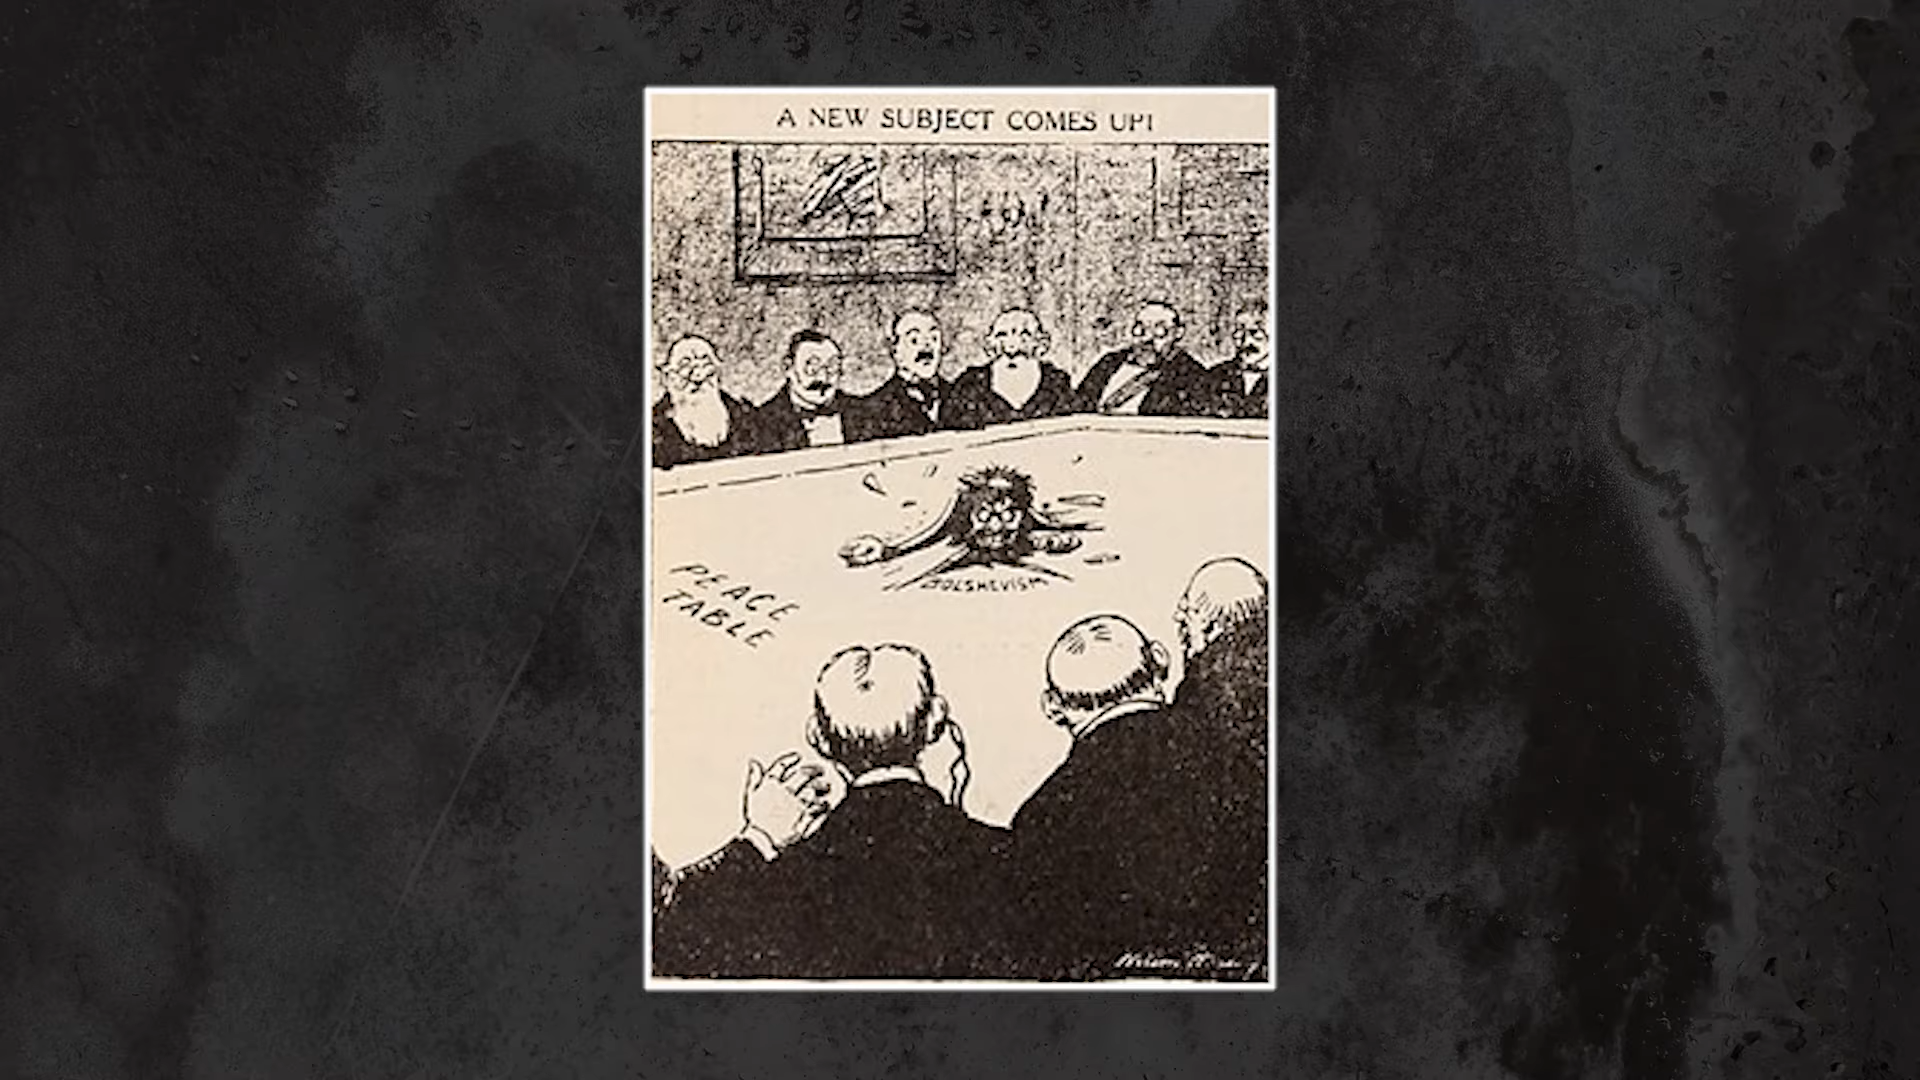 A NEW SUBJECT COMES UP!
PEACE
TABLE
BOLSHEVISM